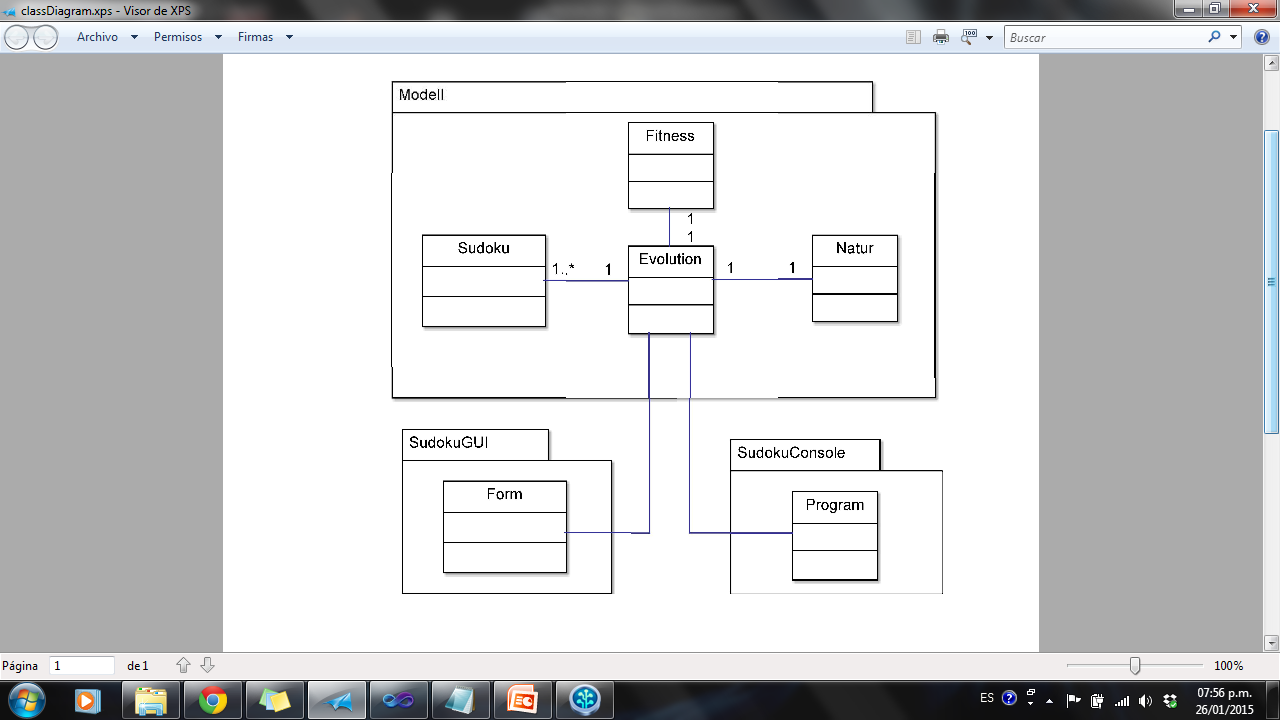 classDiagram.xps - Visor de XPS
Archivo Permisos Firmas
Buscar
Modell
Fitness
1
1
Sudoku
1..*
1
Evolution
1
1
Natur
SudokuGUI
Form
SudokuConsole
Program
Página 1 de 1
100%
ES
07:56 p.m.
26/01/2015